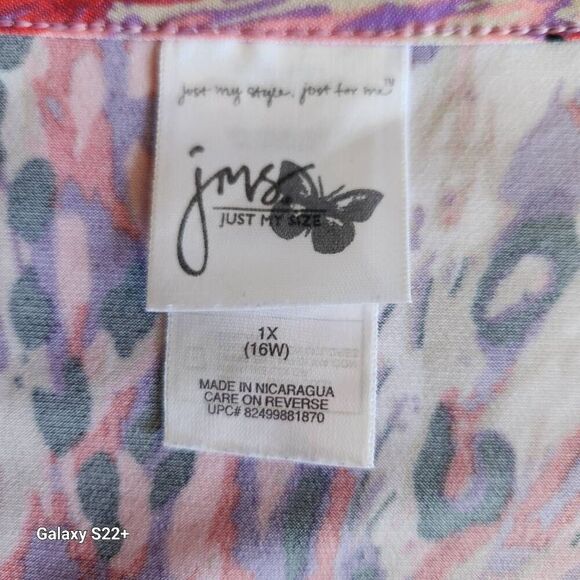 just my style. just for me™
jms.
JUST MY SIZE
1X
(16W)
MADE IN NICARAGUA
CARE ON REVERSE
UPC# 82499881870
Galaxy S22+